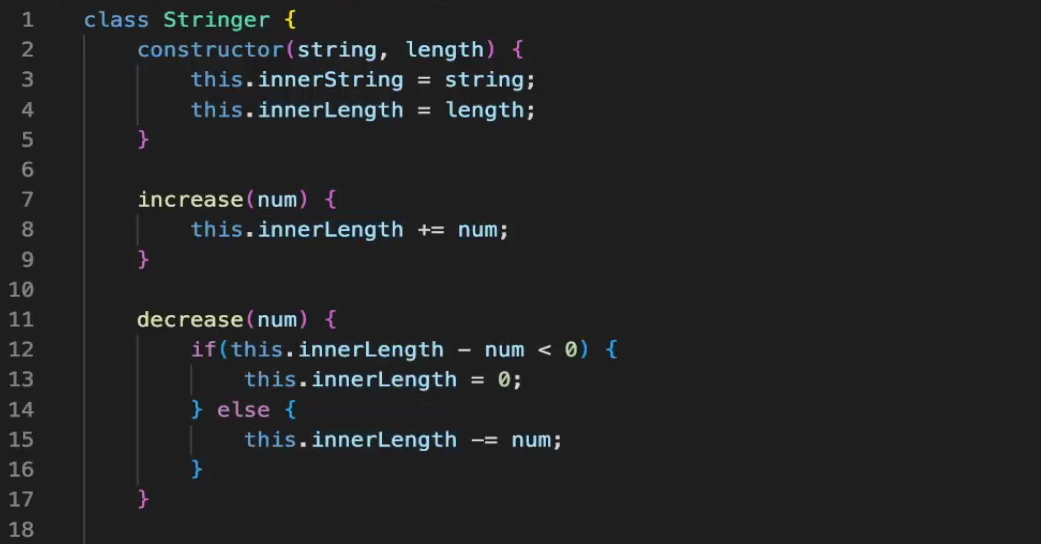 1 class Stringer {
2 constructor(string, length) {
3 this.innerString = string;
4 this.innerLength = length;
5 }
6
7 increase(num) {
8 this.innerLength += num;
9 }
10
11 decrease(num) {
12 if(this.innerLength - num < 0) {
13 this.innerLength = 0;
14 } else {
15 this.innerLength -= num;
16 }
17 }
18